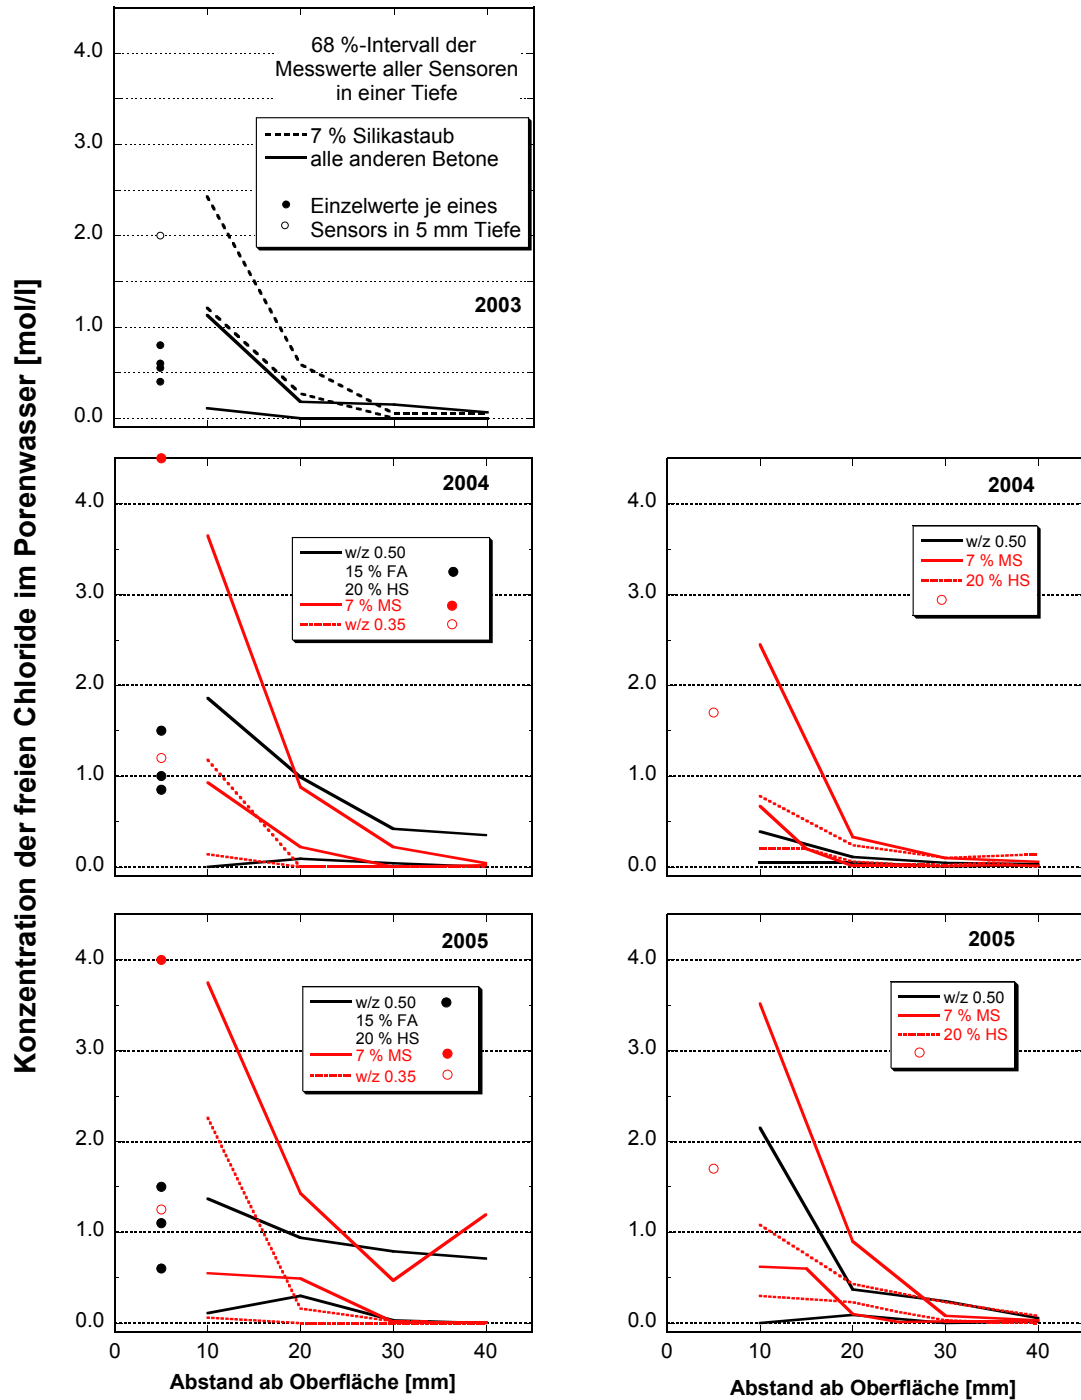 Konzentration der freien Chloride im Porenwasser [mol/l]
68 %-Intervall der
Messwerte aller Sensoren
in einer Tiefe
7 % Silikastaub
alle anderen Betone
Einzelwerte je eines
Sensors in 5 mm Tiefe
2003
4.0
3.0
2.0
1.0
0.0
2004
w/z 0.50
15 % FA
20 % HS
7 % MS
w/z 0.35
4.0
3.0
2.0
1.0
0.0
2004
w/z 0.50
7 % MS
20 % HS
4.0
3.0
2.0
1.0
0.0
2005
w/z 0.50
15 % FA
20 % HS
7 % MS
w/z 0.35
4.0
3.0
2.0
1.0
0.0
0 10 20 30 40
Abstand ab Oberfläche [mm]
2005
w/z 0.50
7 % MS
20 % HS
4.0
3.0
2.0
1.0
0.0
0 10 20 30 40
Abstand ab Oberfläche [mm]